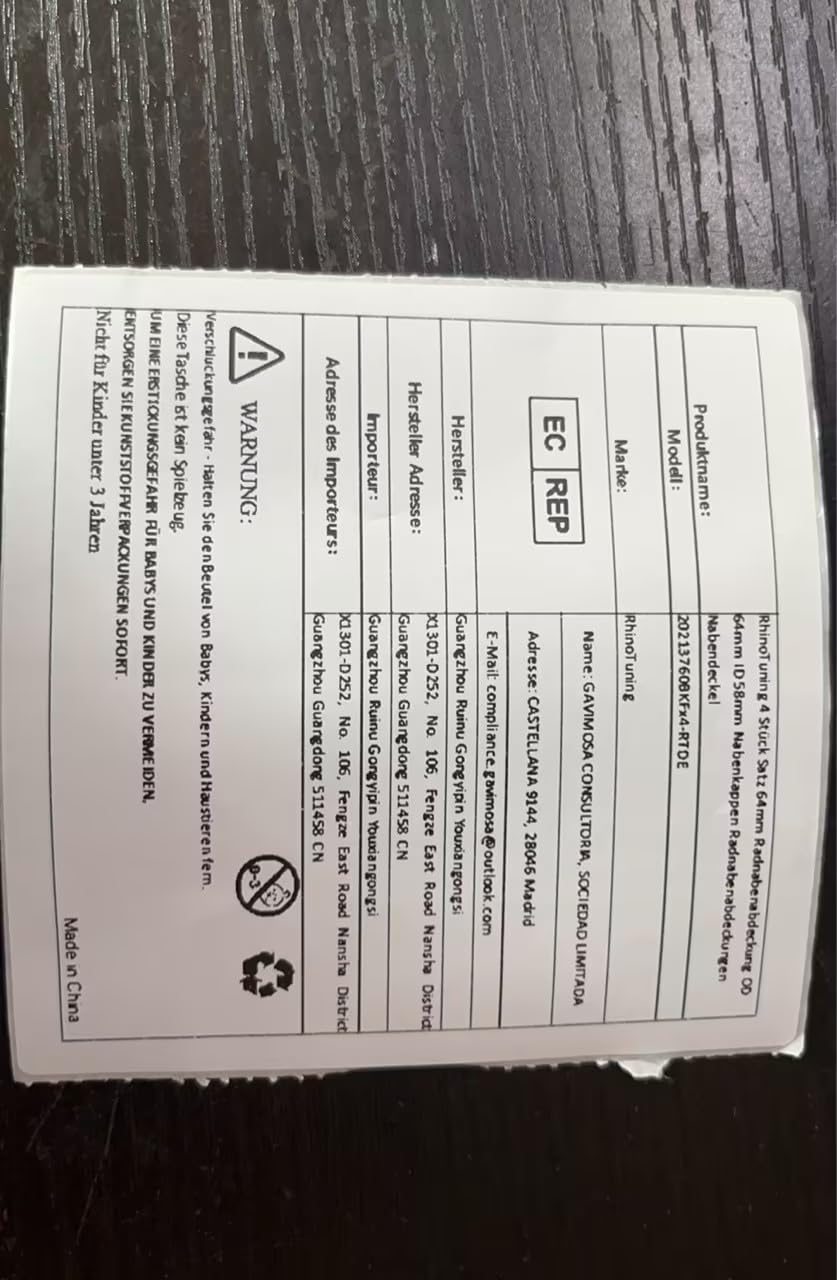 Produktname:
RhinoTuning 4 Stück Satz 64mm Radnabenabdeckung OD
64mm ID 58mm Nabenkappen Radnabenabdeckungen
Nabendeckel
Modell:
202137608KFx4-RTDE
Marke:
RhinoTuning
EC REP
Name: GAVIMOSA CONSULTORIA, SOCIEDAD LIMITADA
Adresse: CASTELLANA 9144, 28046 Madrid
E-Mail: compliance.gavimosa@outlook.com
Hersteller:
Guangzhou Ruinu Gongyipin Youxiangongsi
Hersteller Adresse:
X1301-D252, No. 106, Fengze East Road Nansha District
Guangzhou Guangdong 511458 CN
Importeur:
Guangzhou Ruinu Gongyipin Youxiangongsi
Adresse des Importeurs:
X1301-D252, No. 106, Fengze East Road Nansha District
Guangzhou Guangdong 511458 CN
WARNUNG:
0-3
Verschluckungsgefahr - Halten Sie den Beutel von Babys, Kindern und Haustieren fern.
Diese Tasche ist kein Spielzeug.
UM EINE ERSTICKUNGSGEFAHR FÜR BABYS UND KINDER ZU VERMEIDEN,
ENTSORGEN SIE KUNSTSTOFFVERPACKUNGEN SOFORT.
Nicht für Kinder unter 3 Jahren
Made in China